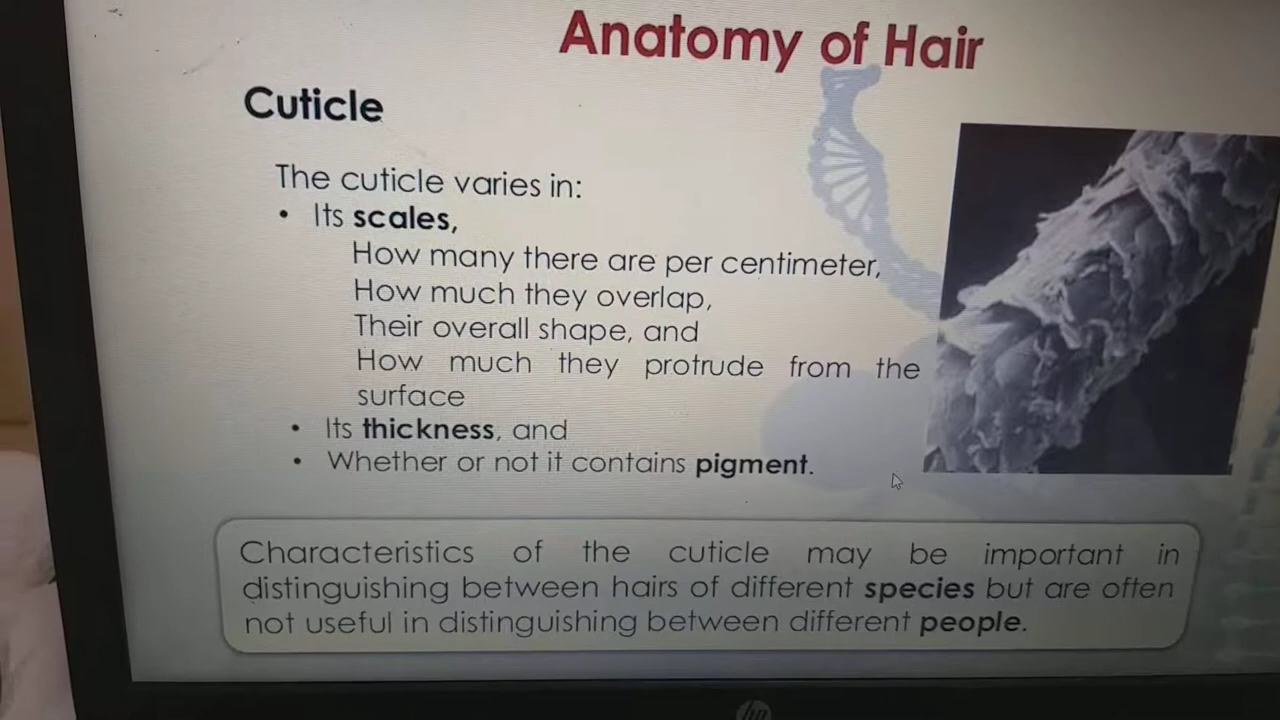 Anatomy of Hair
Cuticle
The cuticle varies in:
• Its scales,
How many there are per centimeter,
How much they overlap,
Their overall shape, and
How much they protrude from the
surface
• Its thickness, and
• Whether or not it contains pigment.
Characteristics of the cuticle may be important in
distinguishing between hairs of different species but are often
not useful in distinguishing between different people.
hp